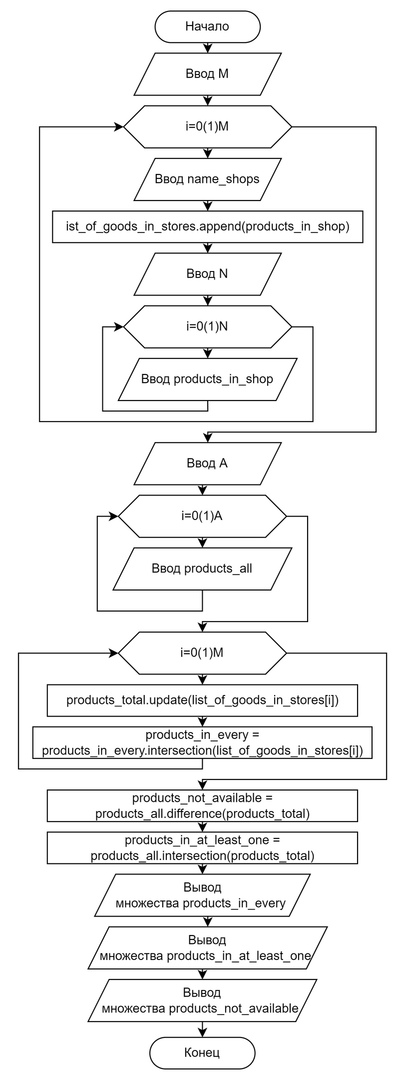 Начало
Ввод M
i=0(1)M
Ввод name_shops
ist_of_goods_in_stores.append(products_in_shop)
Ввод N
i=0(1)N
Ввод products_in_shop
Ввод A
i=0(1)A
Ввод products_all
i=0(1)M
products_total.update(list_of_goods_in_stores[i])
products_in_every =
products_in_every.intersection(list_of_goods_in_stores[i])
products_not_available =
products_all.difference(products_total)
products_in_at_least_one =
products_all.intersection(products_total)
Вывод
множества products_in_every
Вывод
множества products_in_at_least_one
Вывод
множества products_not_available
Конец